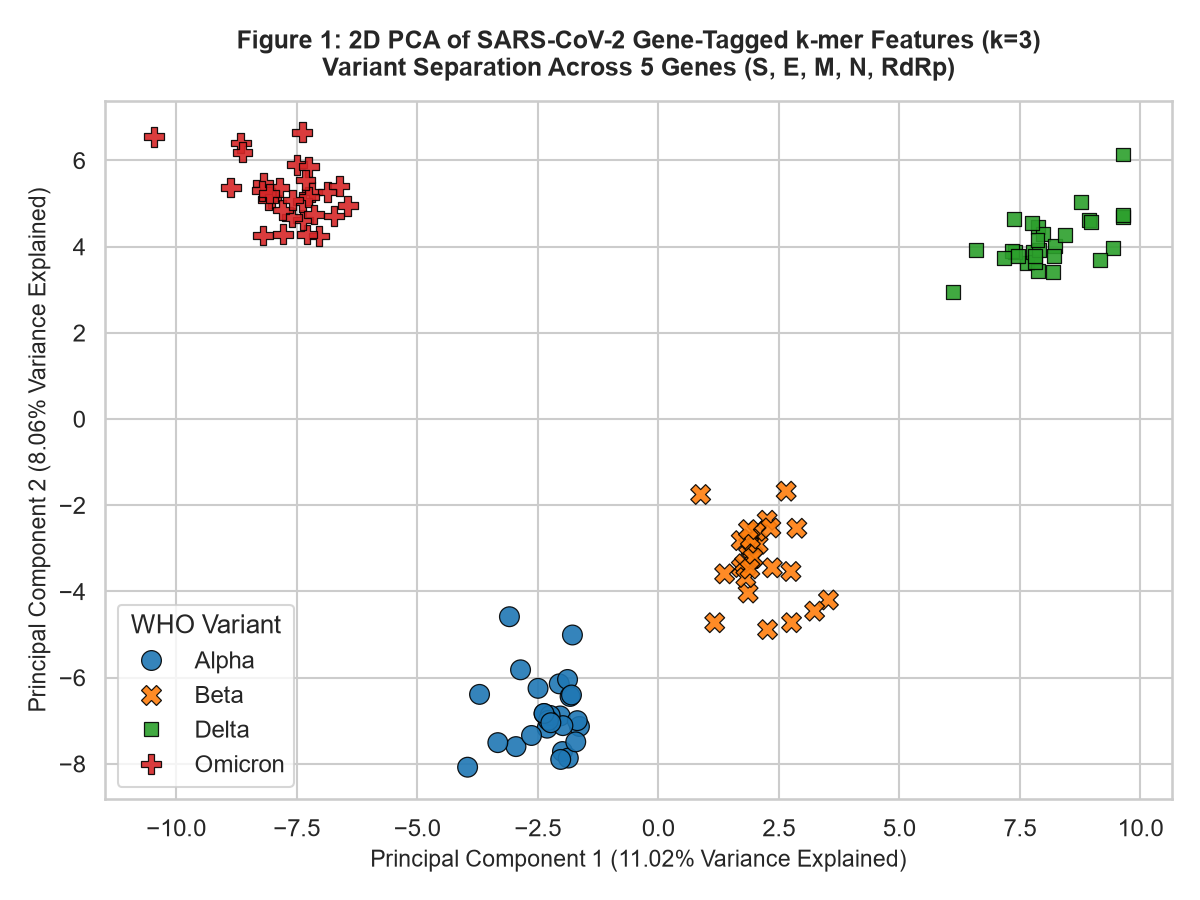 Figure 1: 2D PCA of SARS-CoV-2 Gene-Tagged k-mer Features (k=3)
Variant Separation Across 5 Genes (S, E, M, N, RdRp)
Principal Component 2 (8.06% Variance Explained)
6
4
2
0
−2
−4
−6
−8
WHO Variant
Alpha
Beta
Delta
Omicron
−10.0 −7.5 −5.0 −2.5 0.0 2.5 5.0 7.5 10.0
Principal Component 1 (11.02% Variance Explained)